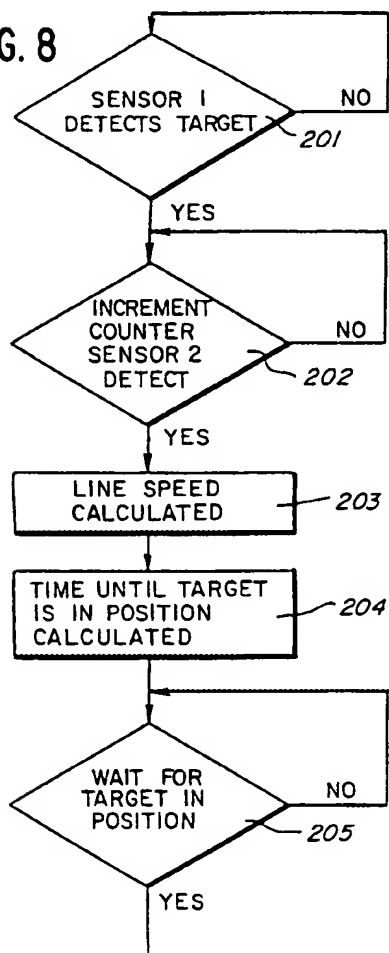 G. 8
SENSOR 1
DETECTS TARGET
NO
201
YES
INCREMENT
COUNTER
SENSOR 2
DETECT
NO
202
YES
LINE SPEED
CALCULATED
203
TIME UNTIL TARGET
IS IN POSITION
CALCULATED
204
WAIT FOR
TARGET IN
POSITION
NO
205
YES